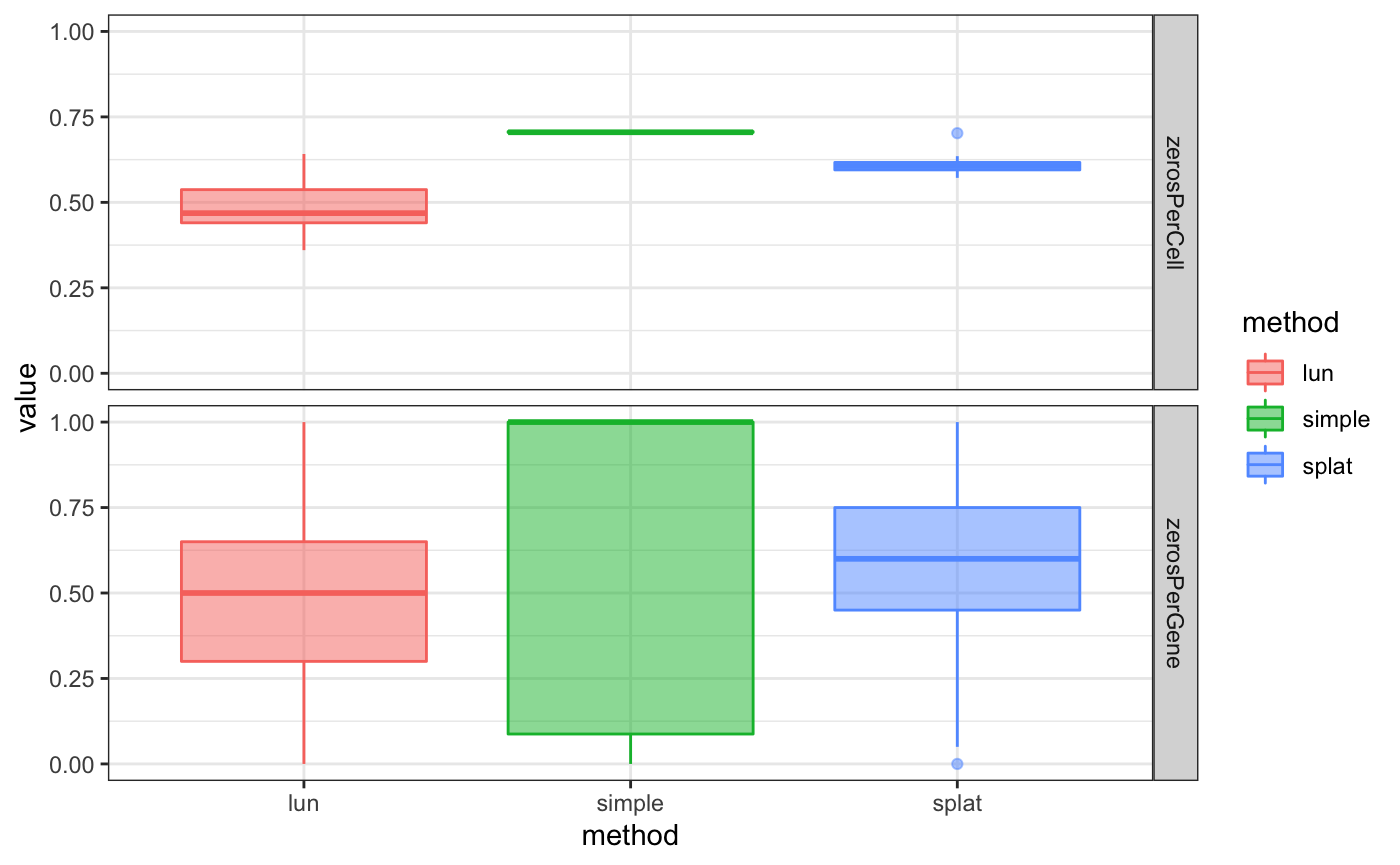 value
1.00
0.75
0.50
0.25
0.00
zerosPerCell
1.00
0.75
0.50
0.25
0.00
zerosPerGene
lun
simple
splat
method
method
lun
simple
splat